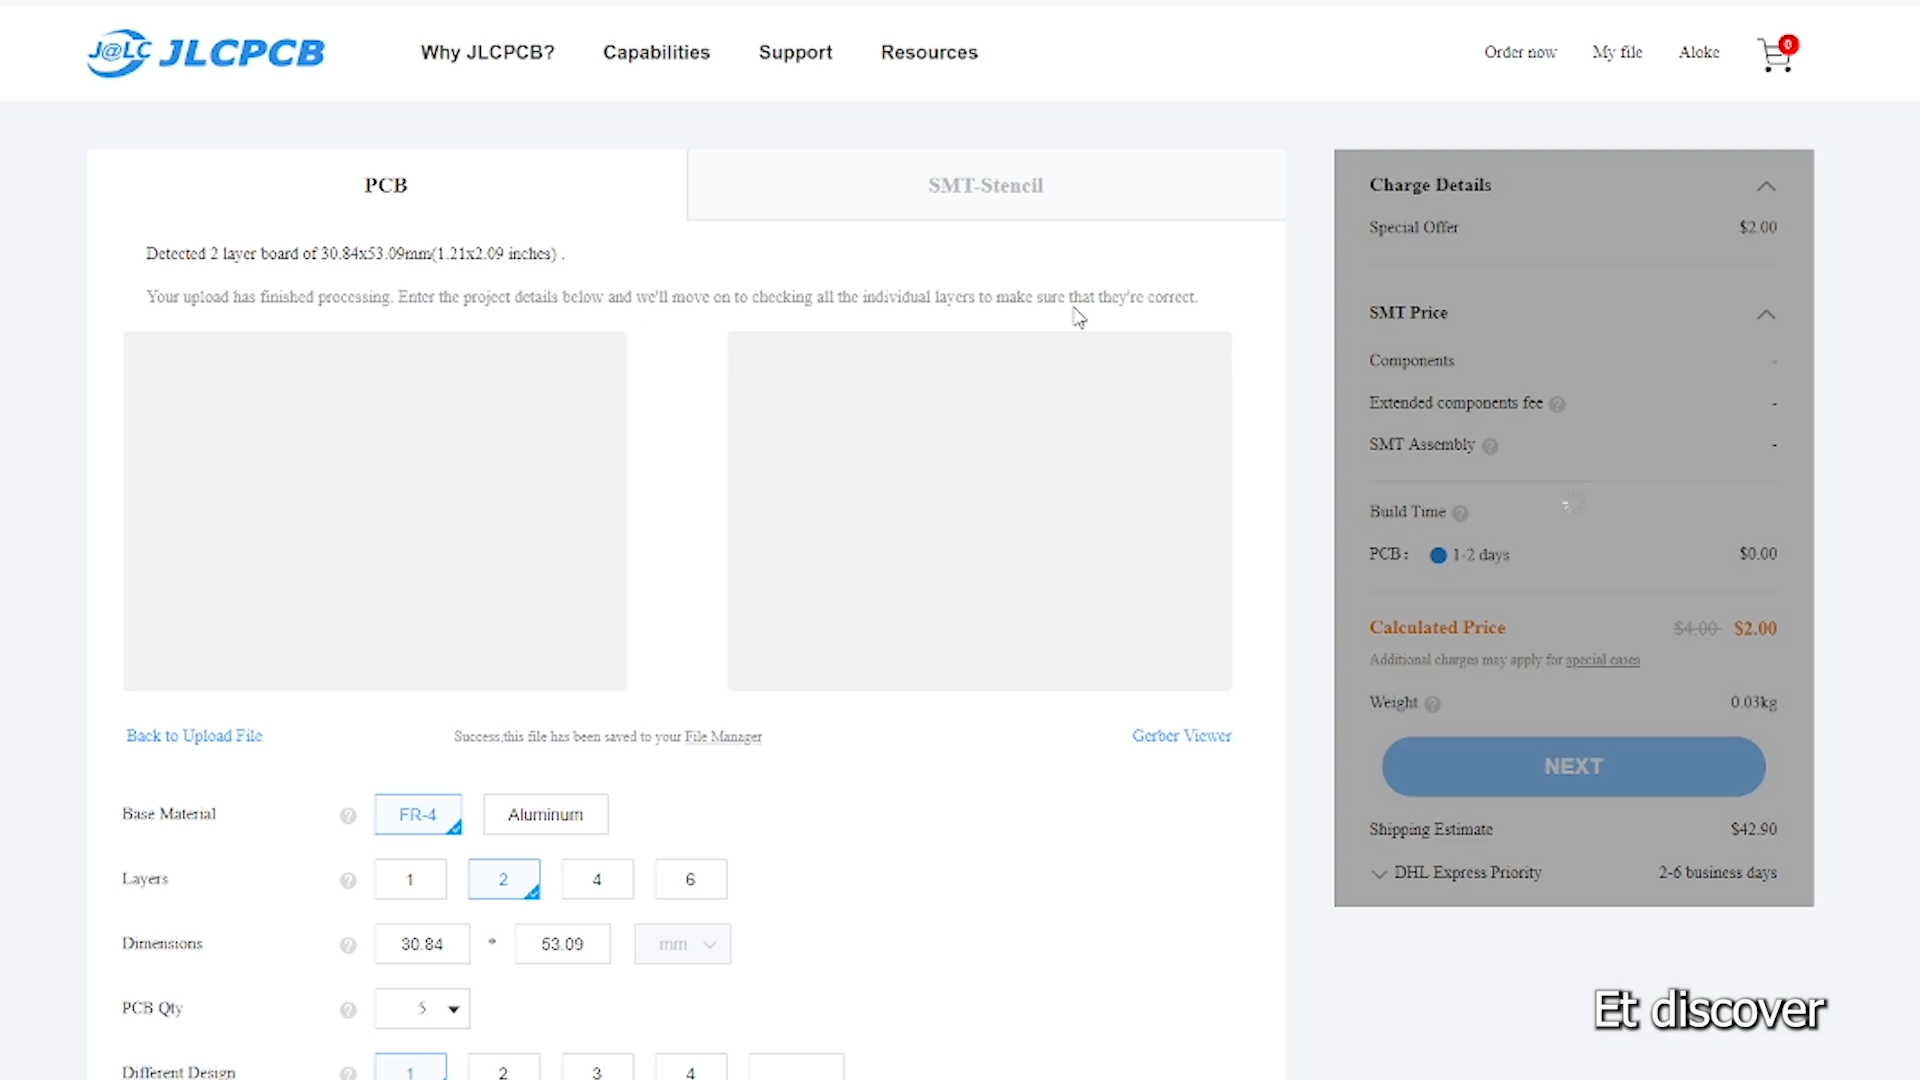 J@LC JLCPCB
Why JLCPCB? Capabilities Support Resources
Order now My file Aloke 0
PCB
SMT-Stencil
Detected 2 layer board of 30.84x53.09mm(1.21x2.09 inches) .
Your upload has finished processing. Enter the project details below and we'll move on to checking all the individual layers to make sure that they're correct.
Back to Upload File
Success,this file has been saved to your File Manager
Gerber Viewer
Base Material ? FR-4 Aluminum
Layers ? 1 2 4 6
Dimensions ? 30.84 * 53.09 mm
PCB Qty ? 5
Different Design ? 1 2 3 4
Charge Details
Special Offer $2.00
SMT Price
Components -
Extended components fee ? -
SMT Assembly ? -
Build Time ?
PCB: 1-2 days $0.00
Calculated Price $4.00 $2.00
Additional charges may apply for special cases
Weight ? 0.03kg
NEXT
Shipping Estimate $42.90
DHL Express Priority 2-6 business days
Et discover